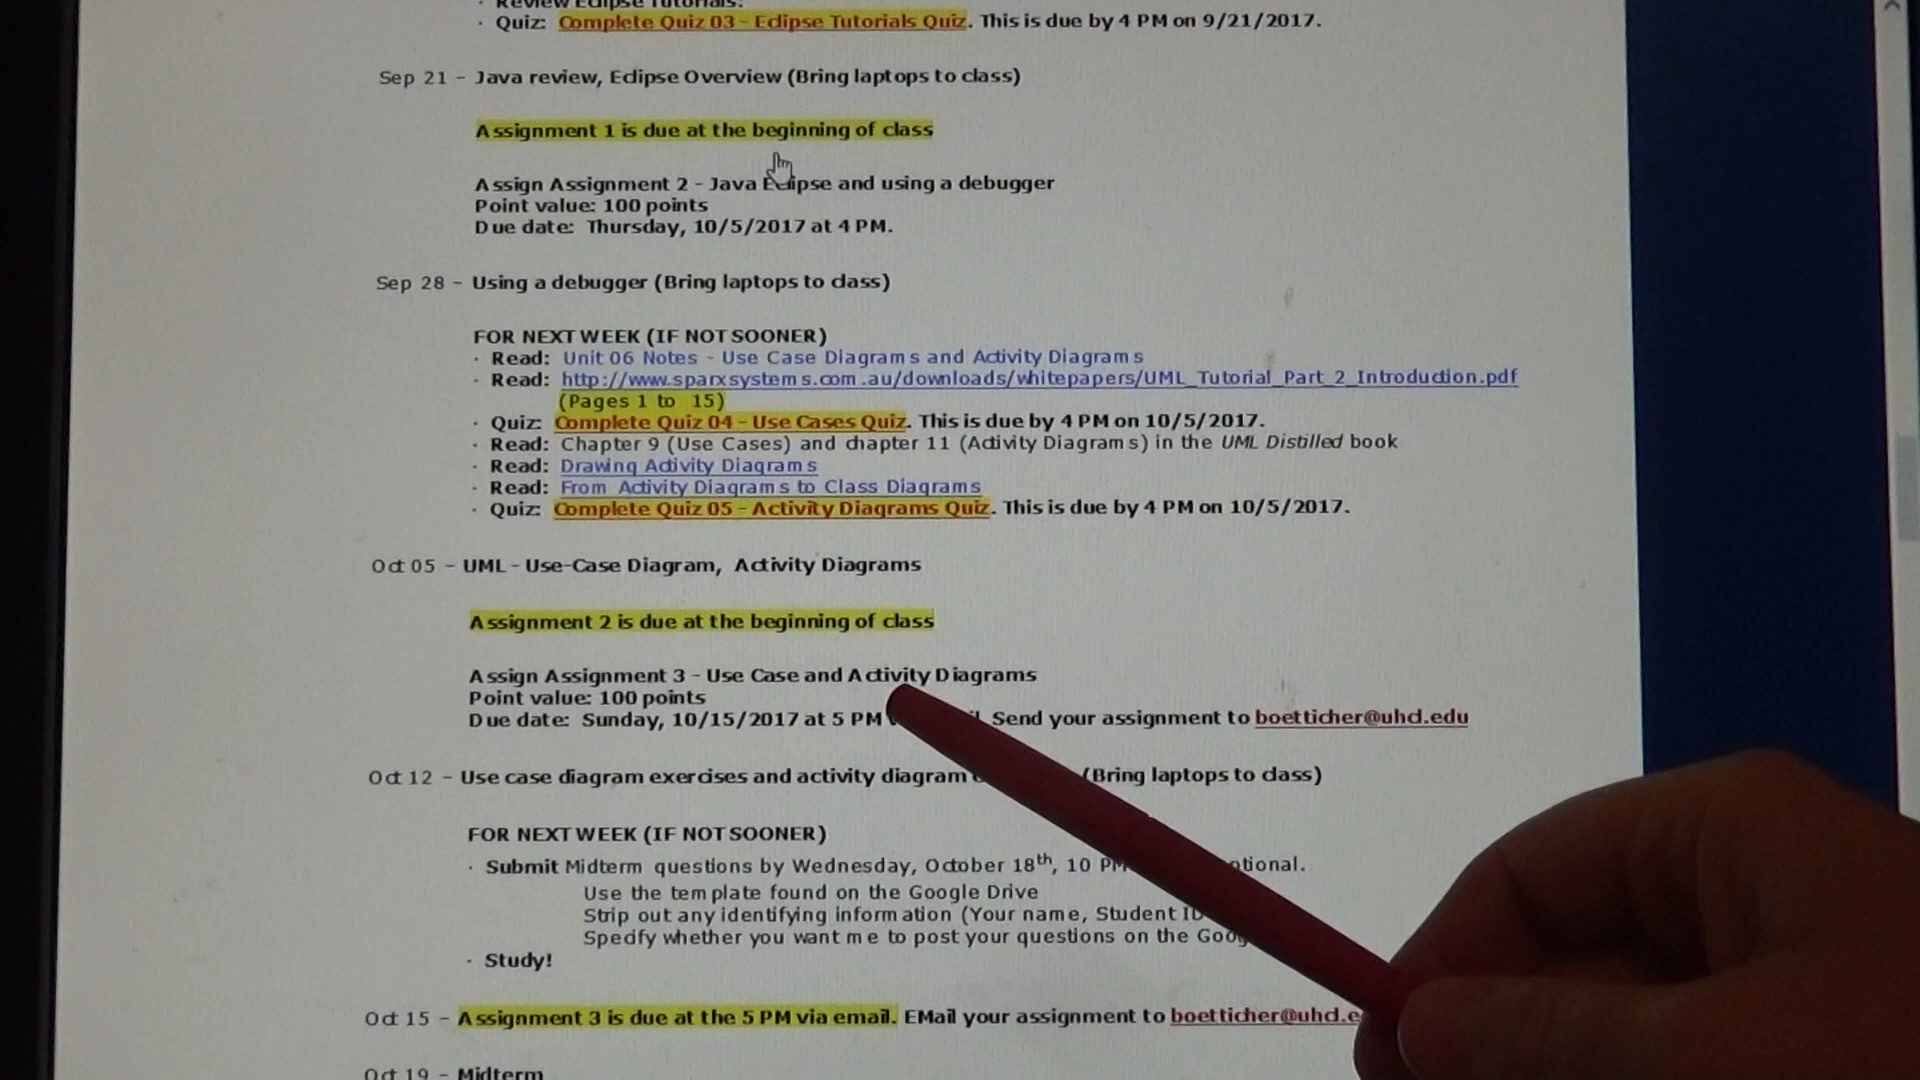 Review Eclipse Tutorials.
· Quiz: Complete Quiz 03 - Eclipse Tutorials Quiz. This is due by 4 PM on 9/21/2017.
Sep 21 - Java review, Eclipse Overview (Bring laptops to class)
Assignment 1 is due at the beginning of class
Assign Assignment 2 - Java Eclipse and using a debugger
Point value: 100 points
Due date: Thursday, 10/5/2017 at 4 PM.
Sep 28 - Using a debugger (Bring laptops to class)
FOR NEXT WEEK (IF NOT SOONER)
· Read: Unit 06 Notes - Use Case Diagrams and Activity Diagrams
· Read: http://www.sparxsystems.com.au/downloads/whitepapers/UML_Tutorial_Part_2_Introduction.pdf
(Pages 1 to 15)
· Quiz: Complete Quiz 04 - Use Cases Quiz. This is due by 4 PM on 10/5/2017.
· Read: Chapter 9 (Use Cases) and chapter 11 (Activity Diagrams) in the UML Distilled book
· Read: Drawing Activity Diagrams
· Read: From Activity Diagrams to Class Diagrams
· Quiz: Complete Quiz 05 - Activity Diagrams Quiz. This is due by 4 PM on 10/5/2017.
Oct 05 - UML - Use-Case Diagram, Activity Diagrams
Assignment 2 is due at the beginning of class
Assign Assignment 3 - Use Case and Activity Diagrams
Point value: 100 points
Due date: Sunday, 10/15/2017 at 5 PM Send your assignment to boetticher@uhcl.edu
Oct 12 - Use case diagram exercises and activity diagram (Bring laptops to class)
FOR NEXT WEEK (IF NOT SOONER)
· Submit Midterm questions by Wednesday, October 18th, 10 PM
Use the template found on the Google Drive
Strip out any identifying information (Your name, Student ID
Specify whether you want me to post your questions on the
· Study!
Oct 15 - Assignment 3 is due at the 5 PM via email. EMail your assignment to boetticher@uhcl.e
Oct 19 - Midterm